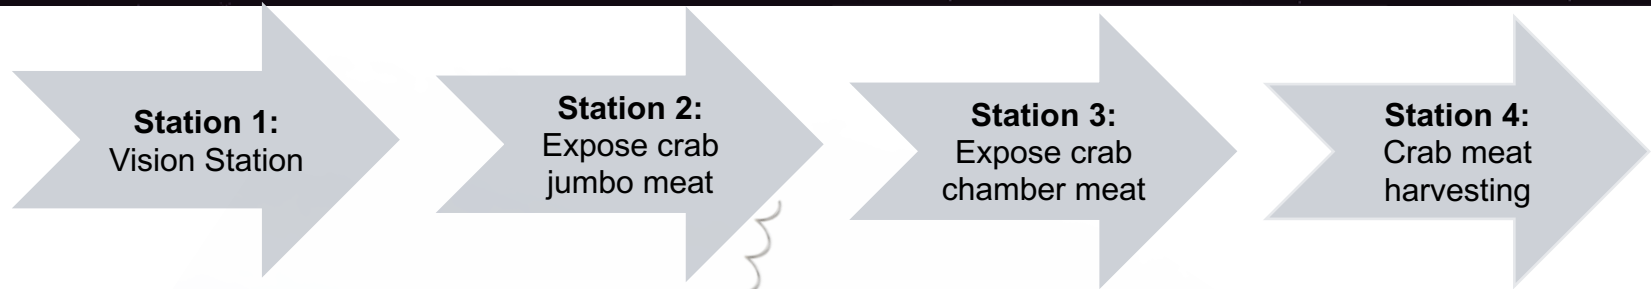 Station 1:
Vision Station
Station 2:
Expose crab
jumbo meat
Station 3:
Expose crab
chamber meat
Station 4:
Crab meat
harvesting